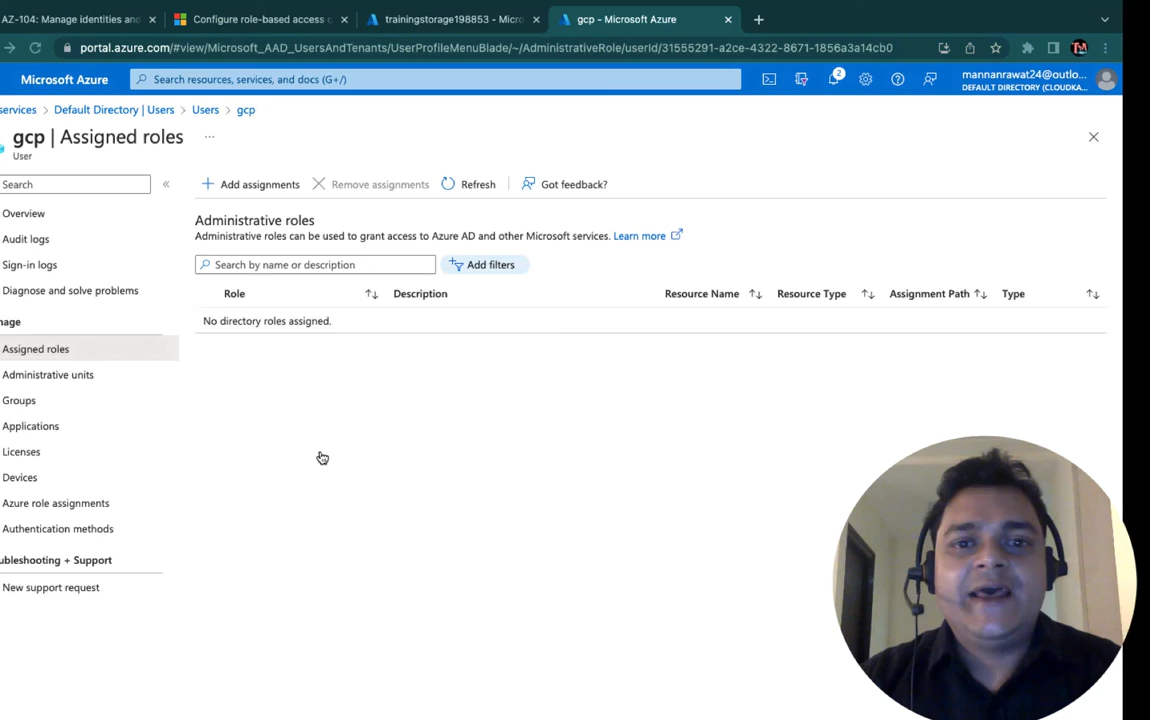 AZ-104: Manage identities and
Configure role-based access c
trainingstorage198853 - Micro
gcp - Microsoft Azure
portal.azure.com/#view/Microsoft_AAD_UsersAndTenants/UserProfileMenuBlade/~/AdministrativeRole/userId/31555291-a2ce-4322-8671-1856a3a14cb0
Microsoft Azure
Search resources, services, and docs (G+/)
2
mannanrawat24@outlo...
DEFAULT DIRECTORY (CLOUDKA...
services > Default Directory | Users > Users > gcp
gcp | Assigned roles ...
User
Search
«
Add assignments
Remove assignments
Refresh
Got feedback?
Overview
Audit logs
Sign-in logs
Diagnose and solve problems
nage
Assigned roles
Administrative units
Groups
Applications
Licenses
Devices
Azure role assignments
Authentication methods
ubleshooting + Support
New support request
Administrative roles
Administrative roles can be used to grant access to Azure AD and other Microsoft services. Learn more
Search by name or description
Add filters
Role
Description
Resource Name
Resource Type
Assignment Path
Type
No directory roles assigned.